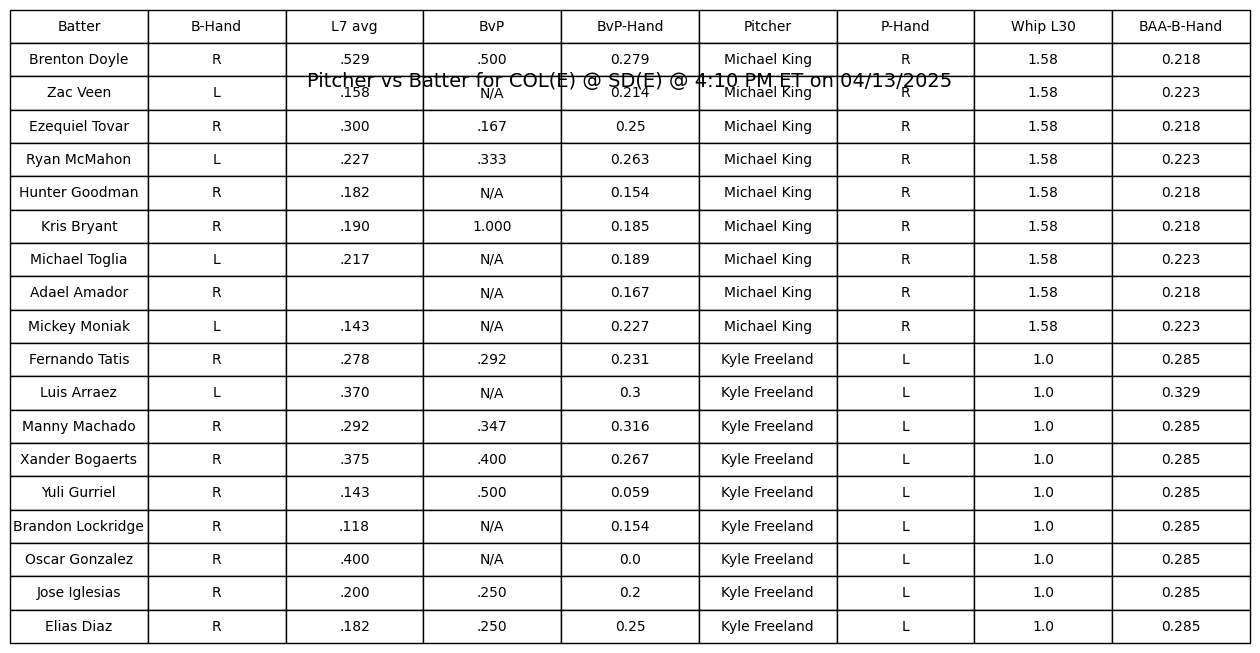 Batter B-Hand L7 avg BvP BvP-Hand Pitcher P-Hand Whip L30 BAA-B-Hand
Brenton Doyle R .529 .500 0.279 Michael King R 1.58 0.218
Pitcher vs Batter for COL(E) @ SD(E) @ 4:10 PM ET on 04/13/2025
Zac Veen L .158 N/A 0.214 Michael King R 1.58 0.223
Ezequiel Tovar R .300 .167 0.25 Michael King R 1.58 0.218
Ryan McMahon L .227 .333 0.263 Michael King R 1.58 0.223
Hunter Goodman R .182 N/A 0.154 Michael King R 1.58 0.218
Kris Bryant R .190 1.000 0.185 Michael King R 1.58 0.218
Michael Toglia L .217 N/A 0.189 Michael King R 1.58 0.223
Adael Amador R N/A 0.167 Michael King R 1.58 0.218
Mickey Moniak L .143 N/A 0.227 Michael King R 1.58 0.223
Fernando Tatis R .278 .292 0.231 Kyle Freeland L 1.0 0.285
Luis Arraez L .370 N/A 0.3 Kyle Freeland L 1.0 0.329
Manny Machado R .292 .347 0.316 Kyle Freeland L 1.0 0.285
Xander Bogaerts R .375 .400 0.267 Kyle Freeland L 1.0 0.285
Yuli Gurriel R .143 .500 0.059 Kyle Freeland L 1.0 0.285
Brandon Lockridge R .118 N/A 0.154 Kyle Freeland L 1.0 0.285
Oscar Gonzalez R .400 N/A 0.0 Kyle Freeland L 1.0 0.285
Jose Iglesias R .200 .250 0.2 Kyle Freeland L 1.0 0.285
Elias Diaz R .182 .250 0.25 Kyle Freeland L 1.0 0.285